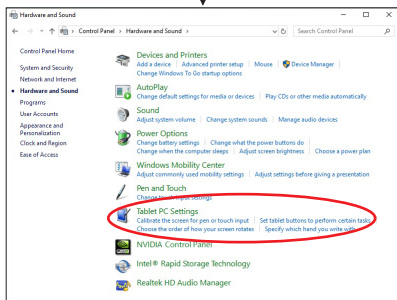 Hardware and Sound
Control Panel > Hardware and Sound >
Search Control Panel
Control Panel Home
System and Security
Network and Internet
Hardware and Sound
Programs
User Accounts
Appearance and
Personalization
Clock and Region
Ease of Access
Devices and Printers
Add a device | Advanced printer setup | Mouse | Device Manager
Change Windows To Go startup options
AutoPlay
Change default settings for media or devices | Play CDs or other media automatically
Sound
Adjust system volume | Change system sounds | Manage audio devices
Power Options
Change battery settings | Change what the power buttons do
Change when the computer sleeps | Adjust screen brightness | Choose a power plan
Windows Mobility Center
Adjust commonly used mobility settings | Adjust settings before giving a presentation
Pen and Touch
Change touch input settings
Tablet PC Settings
Calibrate the screen for pen or touch input | Set tablet buttons to perform certain tasks
Choose the order of how your screen rotates | Specify which hand you write with
NVIDIA Control Panel
Intel® Rapid Storage Technology
Realtek HD Audio Manager